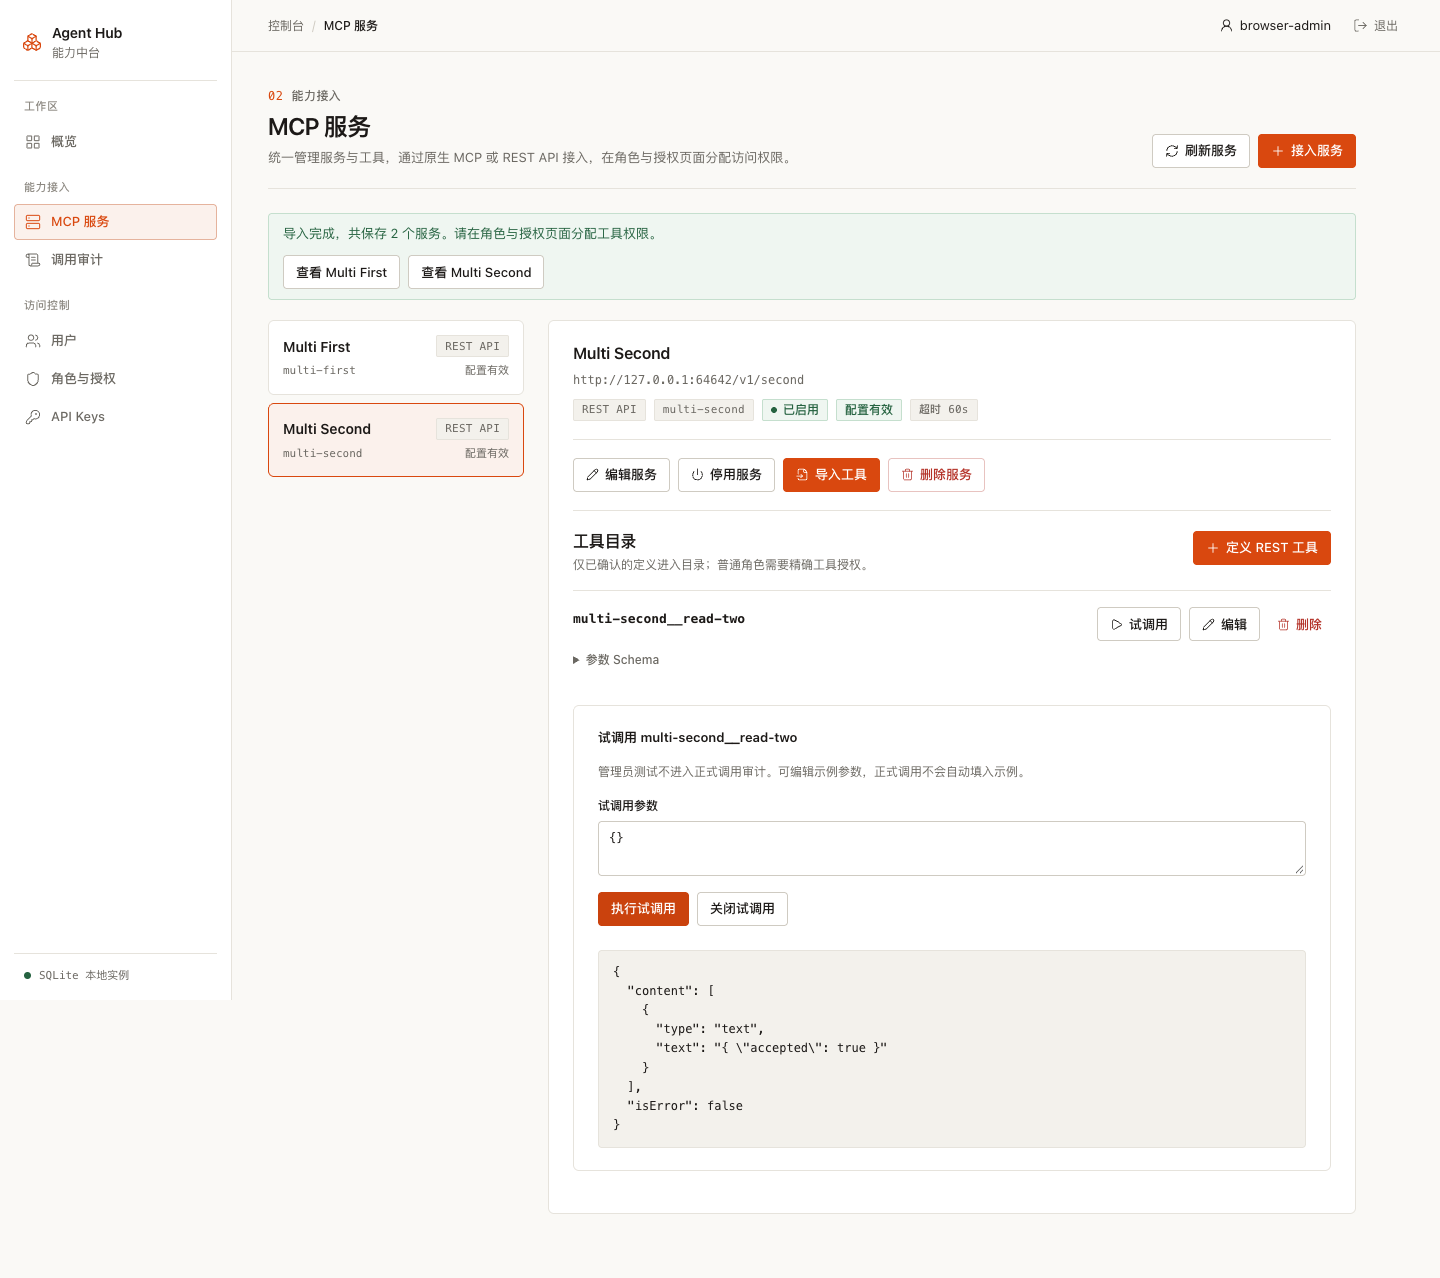 Agent Hub
能力中台
工作区
概览
能力接入
MCP 服务
调用审计
访问控制
用户
角色与授权
API Keys
SQLite 本地实例
控制台 / MCP 服务
browser-admin
退出
02 能力接入
MCP 服务
统一管理服务与工具，通过原生 MCP 或 REST API 接入，在角色与授权页面分配访问权限。
刷新服务
接入服务
导入完成，共保存 2 个服务。请在角色与授权页面分配工具权限。
查看 Multi First
查看 Multi Second
Multi First
REST API
multi-first
配置有效
Multi Second
REST API
multi-second
配置有效
Multi Second
http://127.0.0.1:64642/v1/second
REST API
multi-second
已启用
配置有效
超时 60s
编辑服务
停用服务
导入工具
删除服务
工具目录
仅已确认的定义进入目录；普通角色需要精确工具授权。
定义 REST 工具
multi-second__read-two
试调用
编辑
删除
参数 Schema
试调用 multi-second__read-two
管理员测试不进入正式调用审计。可编辑示例参数，正式调用不会自动填入示例。
试调用参数
{}
执行试调用
关闭试调用
{
  "content": [
    {
      "type": "text",
      "text": "{ \"accepted\": true }"
    }
  ],
  "isError": false
}